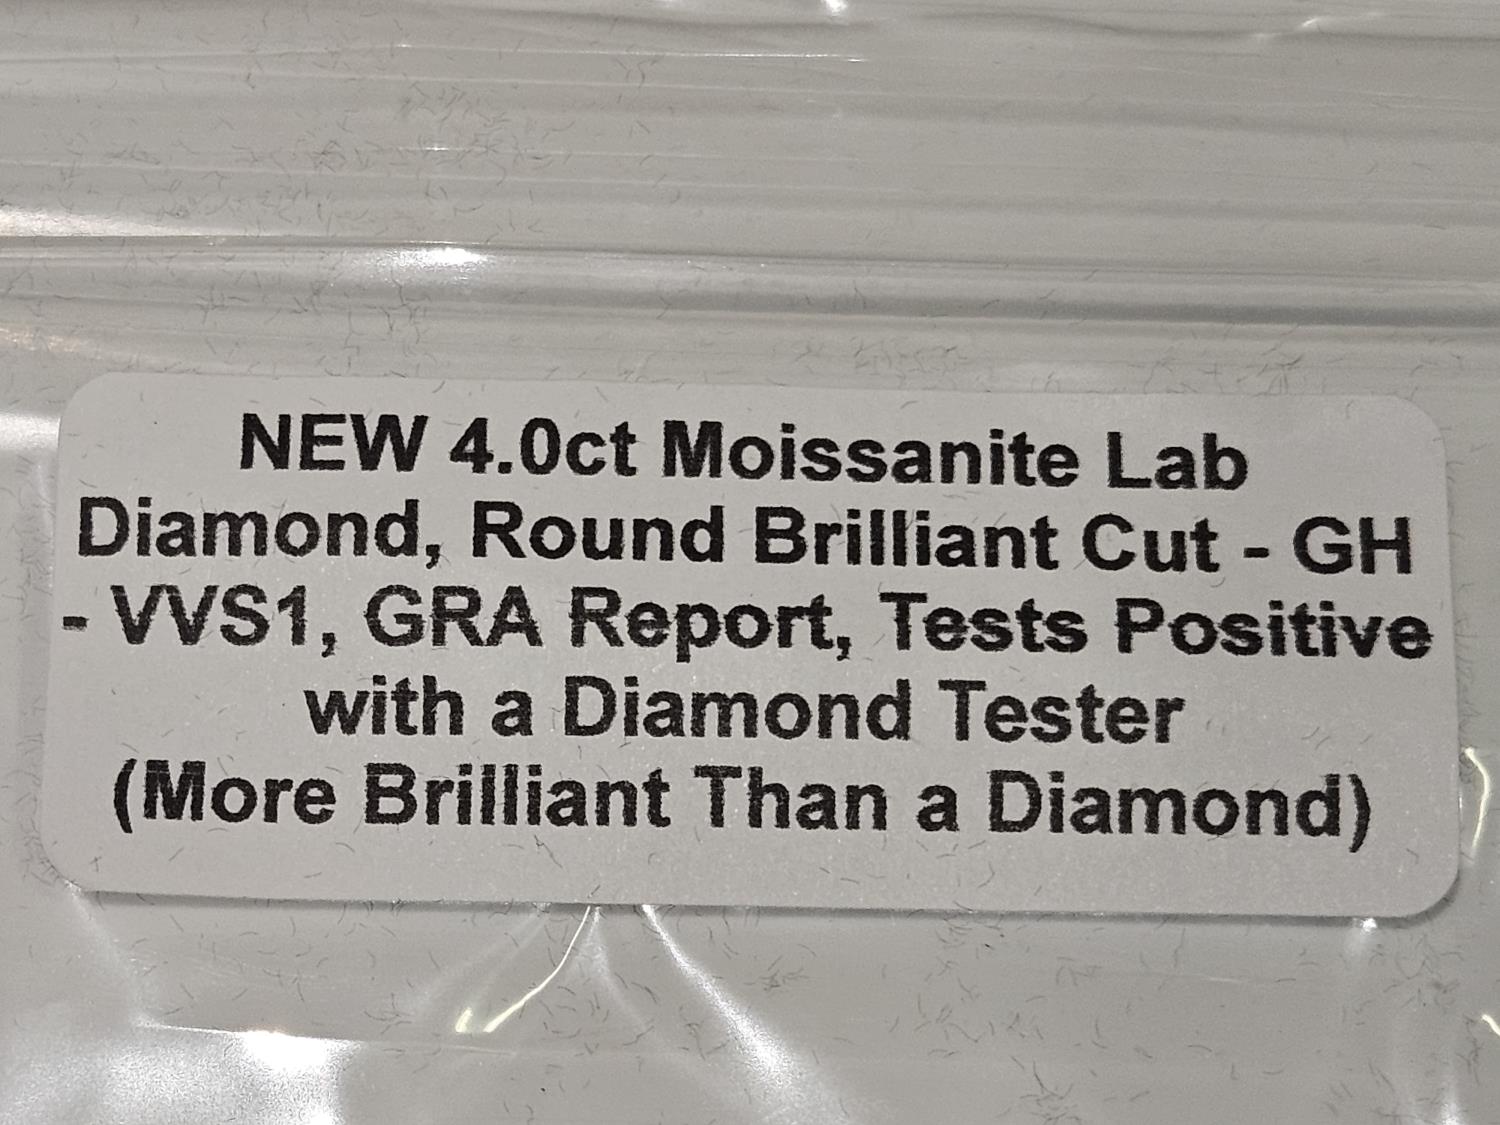 NEW 4.0ct Moissanite Lab
Diamond, Round Brilliant Cut - GH
- VVS1, GRA Report, Tests Positive
with a Diamond Tester
(More Brilliant Than a Diamond)